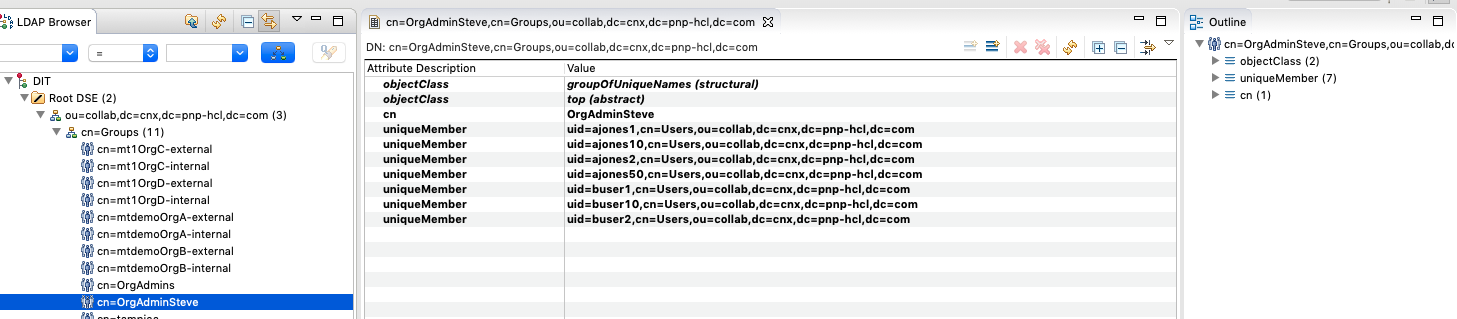 LDAP Browser
=
DIT
Root DSE (2)
ou=collab,dc=cnx,dc=pnp-hcl,dc=com (3)
cn=Groups (11)
cn=mt1OrgC-external
cn=mt1OrgC-internal
cn=mt1OrgD-external
cn=mt1OrgD-internal
cn=mtdemoOrgA-external
cn=mtdemoOrgA-internal
cn=mtdemoOrgB-external
cn=mtdemoOrgB-internal
cn=OrgAdmins
cn=OrgAdminSteve
cn=OrgAdminSteve,cn=Groups,ou=collab,dc=cnx,dc=pnp-hcl,dc=com
DN: cn=OrgAdminSteve,cn=Groups,ou=collab,dc=cnx,dc=pnp-hcl,dc=com
Attribute Description Value
objectClass groupOfUniqueNames (structural)
objectClass top (abstract)
cn OrgAdminSteve
uniqueMember uid=ajones1,cn=Users,ou=collab,dc=cnx,dc=pnp-hcl,dc=com
uniqueMember uid=ajones10,cn=Users,ou=collab,dc=cnx,dc=pnp-hcl,dc=com
uniqueMember uid=ajones2,cn=Users,ou=collab,dc=cnx,dc=pnp-hcl,dc=com
uniqueMember uid=ajones50,cn=Users,ou=collab,dc=cnx,dc=pnp-hcl,dc=com
uniqueMember uid=buser1,cn=Users,ou=collab,dc=cnx,dc=pnp-hcl,dc=com
uniqueMember uid=buser10,cn=Users,ou=collab,dc=cnx,dc=pnp-hcl,dc=com
uniqueMember uid=buser2,cn=Users,ou=collab,dc=cnx,dc=pnp-hcl,dc=com
Outline
cn=OrgAdminSteve,cn=Groups,ou=collab,dc
objectClass (2)
uniqueMember (7)
cn (1)